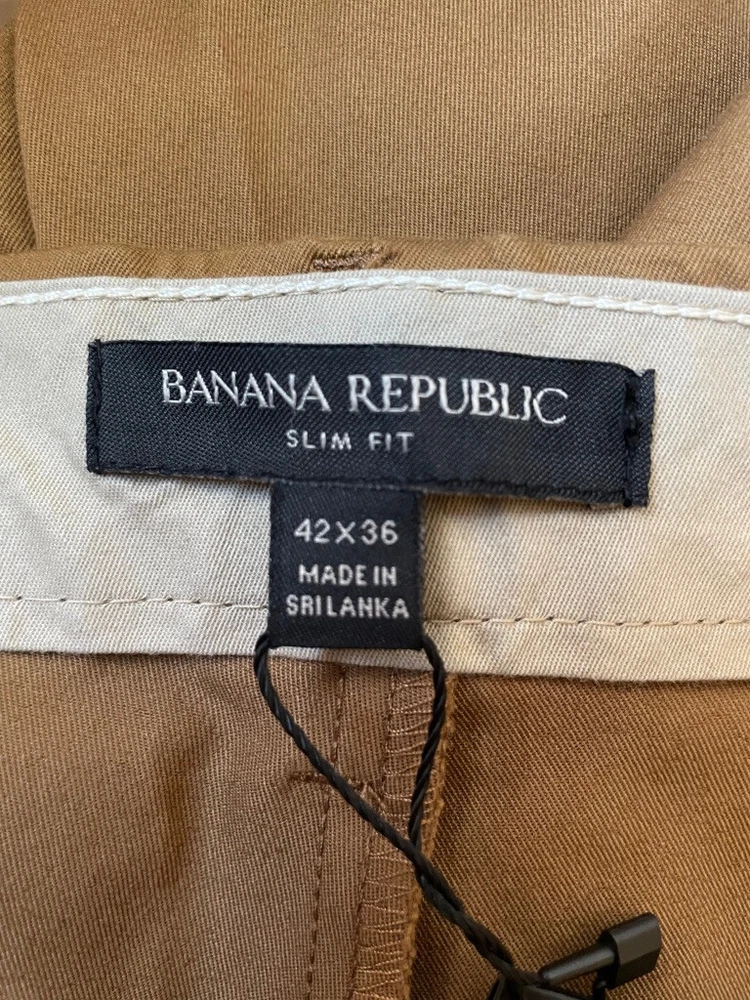 BANANA REPUBLIC
SLIM FIT
42X36
MADE IN
SRI LANKA